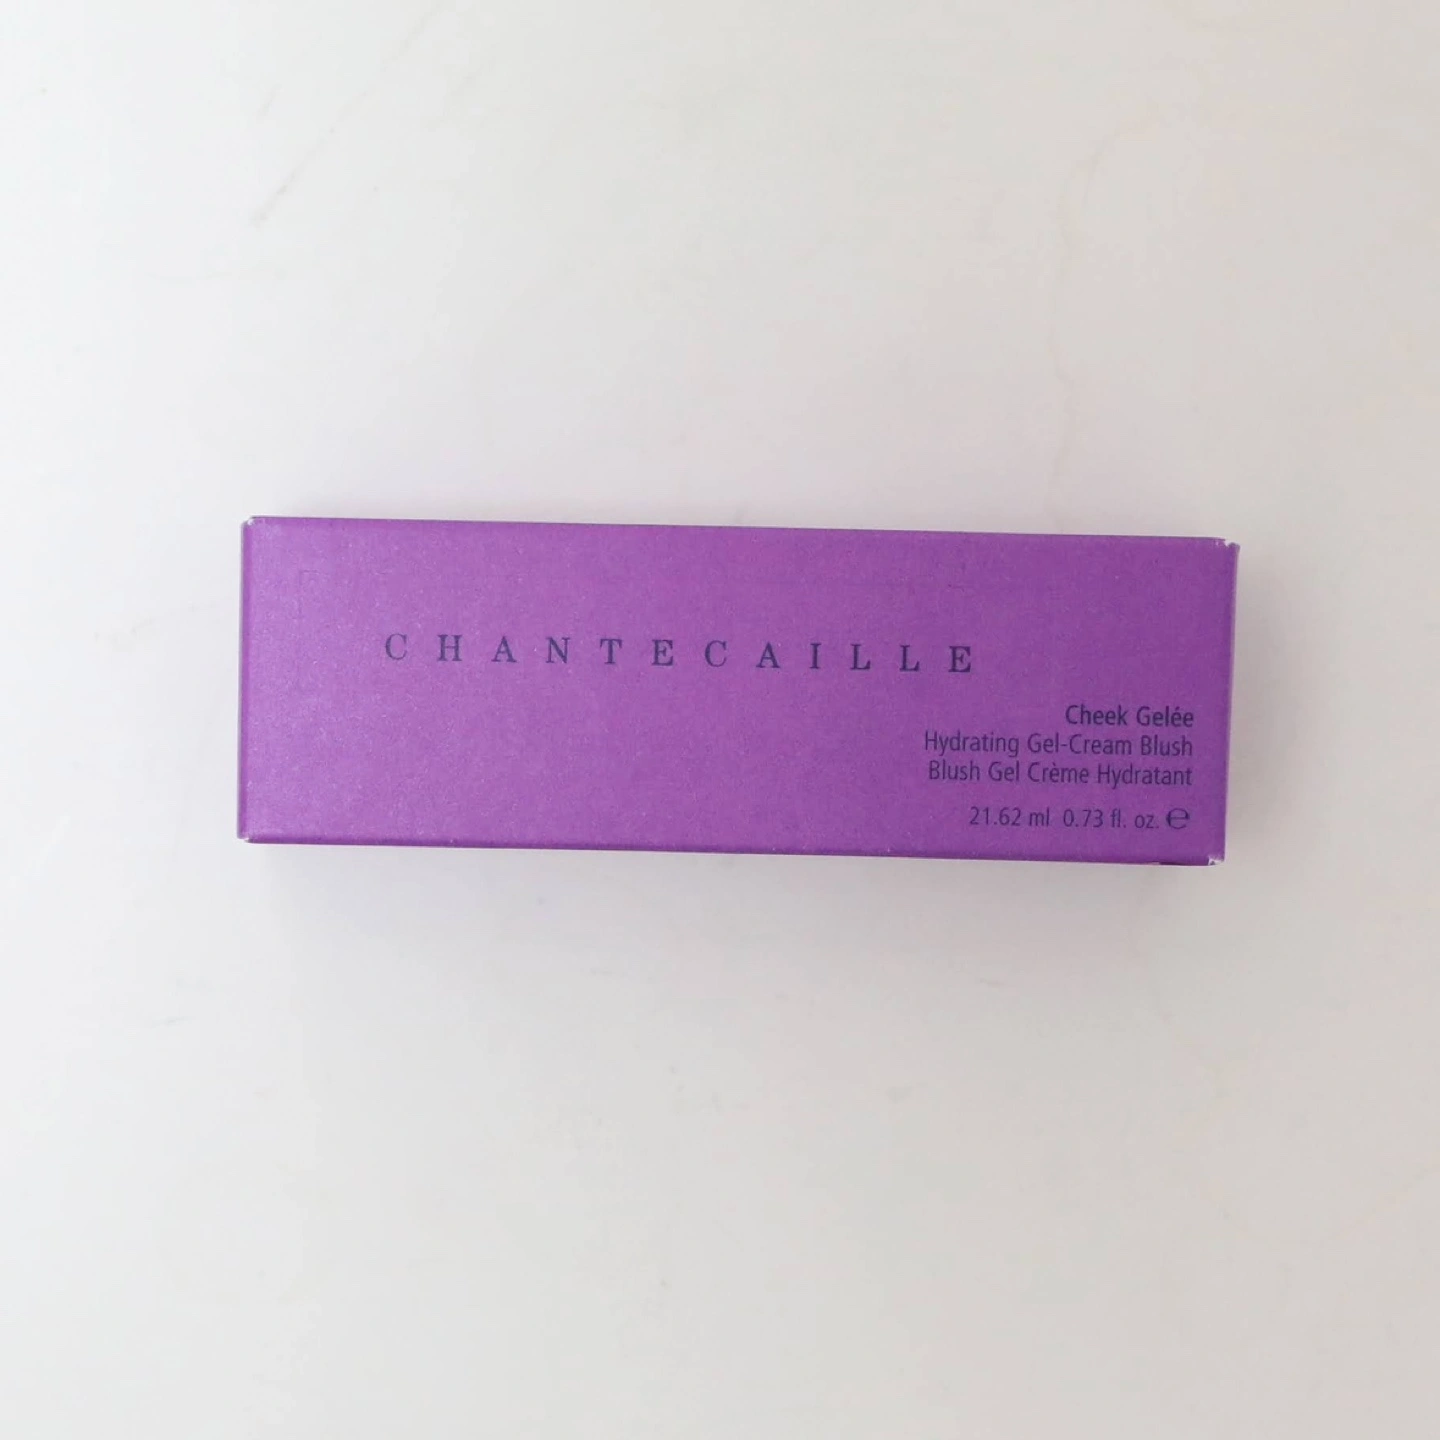 CHANTECAILLE
Cheek Gelée
Hydrating Gel-Cream Blush
Blush Gel Crème Hydratant
21.62 ml 0.73 fl. oz. ℮